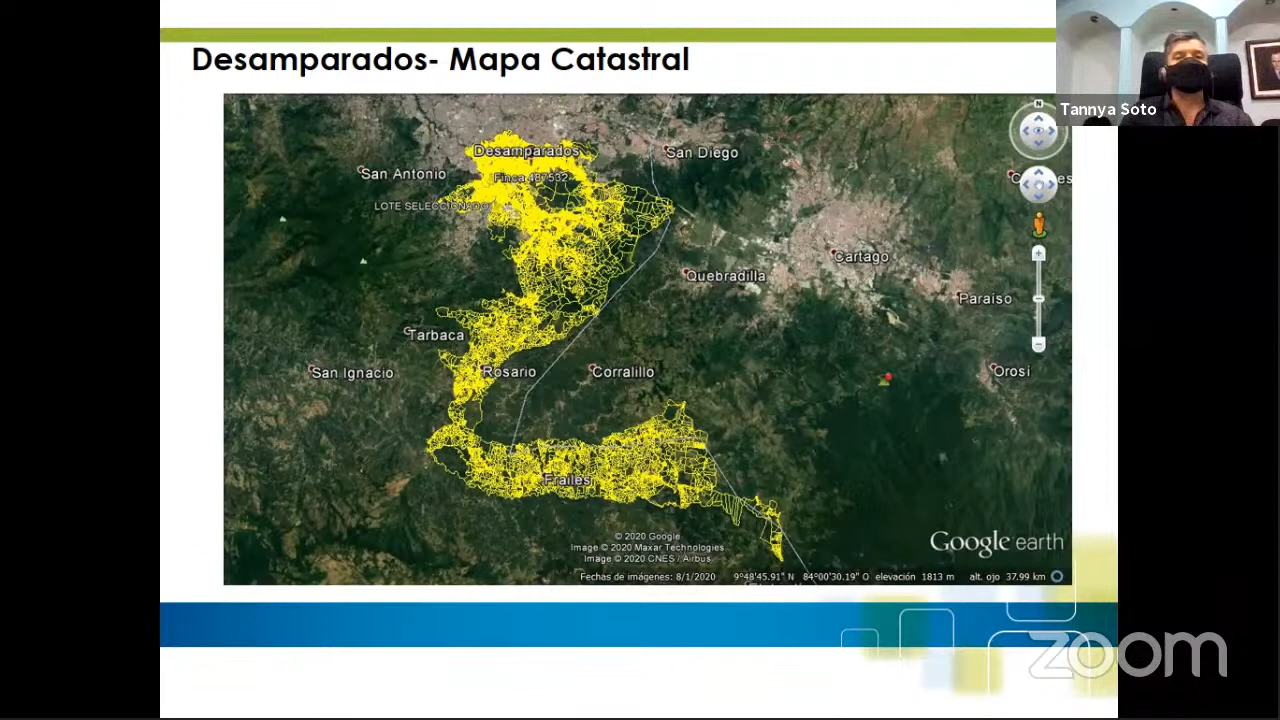 Desamparados- Mapa Catastral
Tannya Soto
N
Desamparados
San Diego
San Antonio
Finca 487532
LOTE SELECCIONADO
Cartago
Quebradilla
Paraiso
Tarbaca
San Ignacio
Rosario
Corralillo
Orosi
Frailes
© 2020 Google
Image © 2020 Maxar Technologies
Image © 2020 CNES / Airbus
Google earth
Fechas de imágenes: 8/1/2020 9°48'45.91" N 84°00'30.19" O elevación 1813 m alt. ojo 37.99 km
zoom